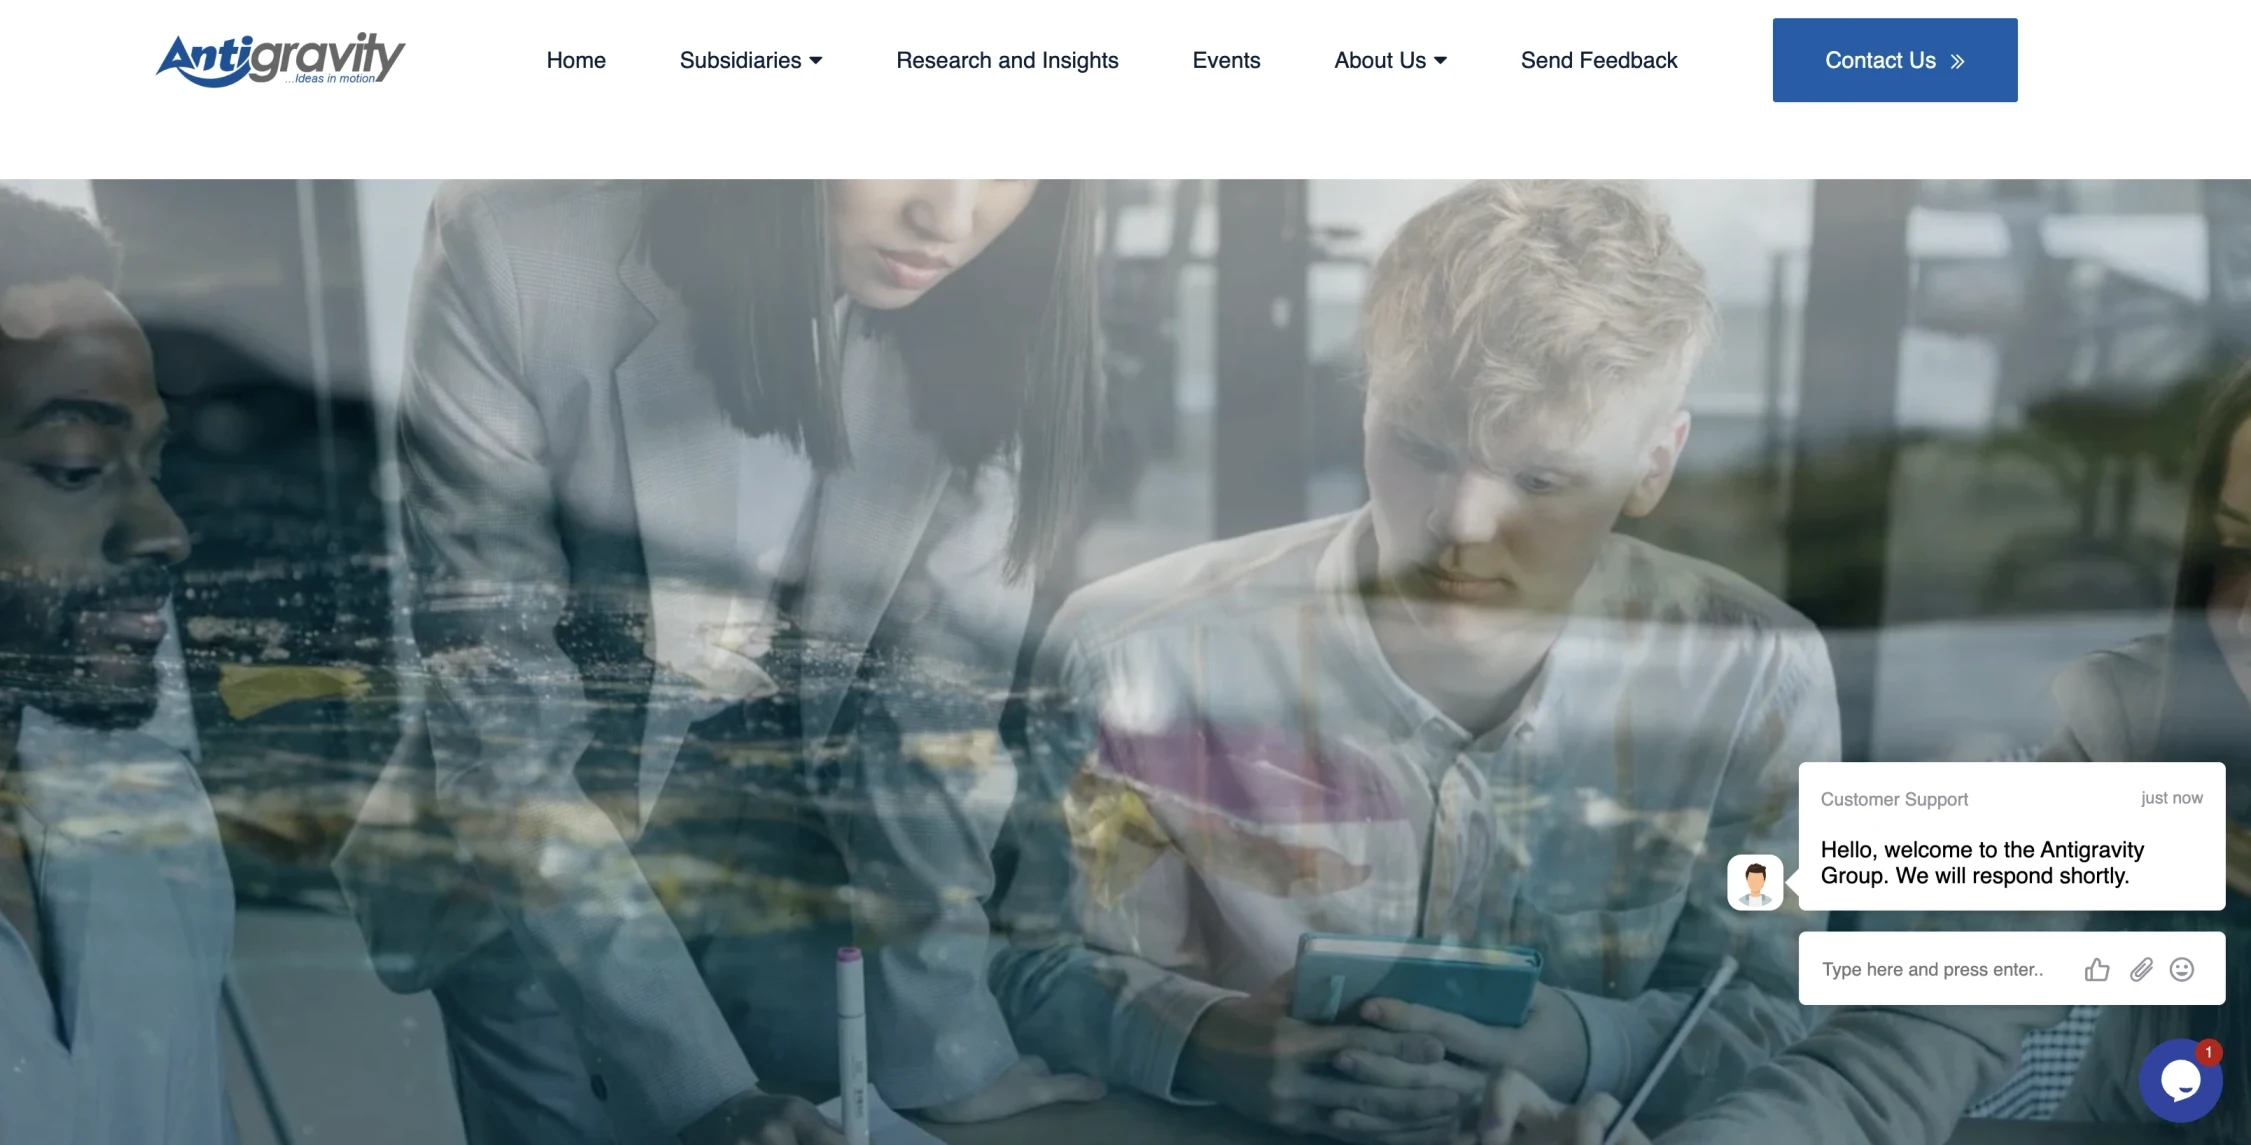 Antigravity
...Ideas in motion
Home
Subsidiaries
Research and Insights
Events
About Us
Send Feedback
Contact Us »
Customer Support
just now
Hello, welcome to the Antigravity
Group. We will respond shortly.
Type here and press enter..
1